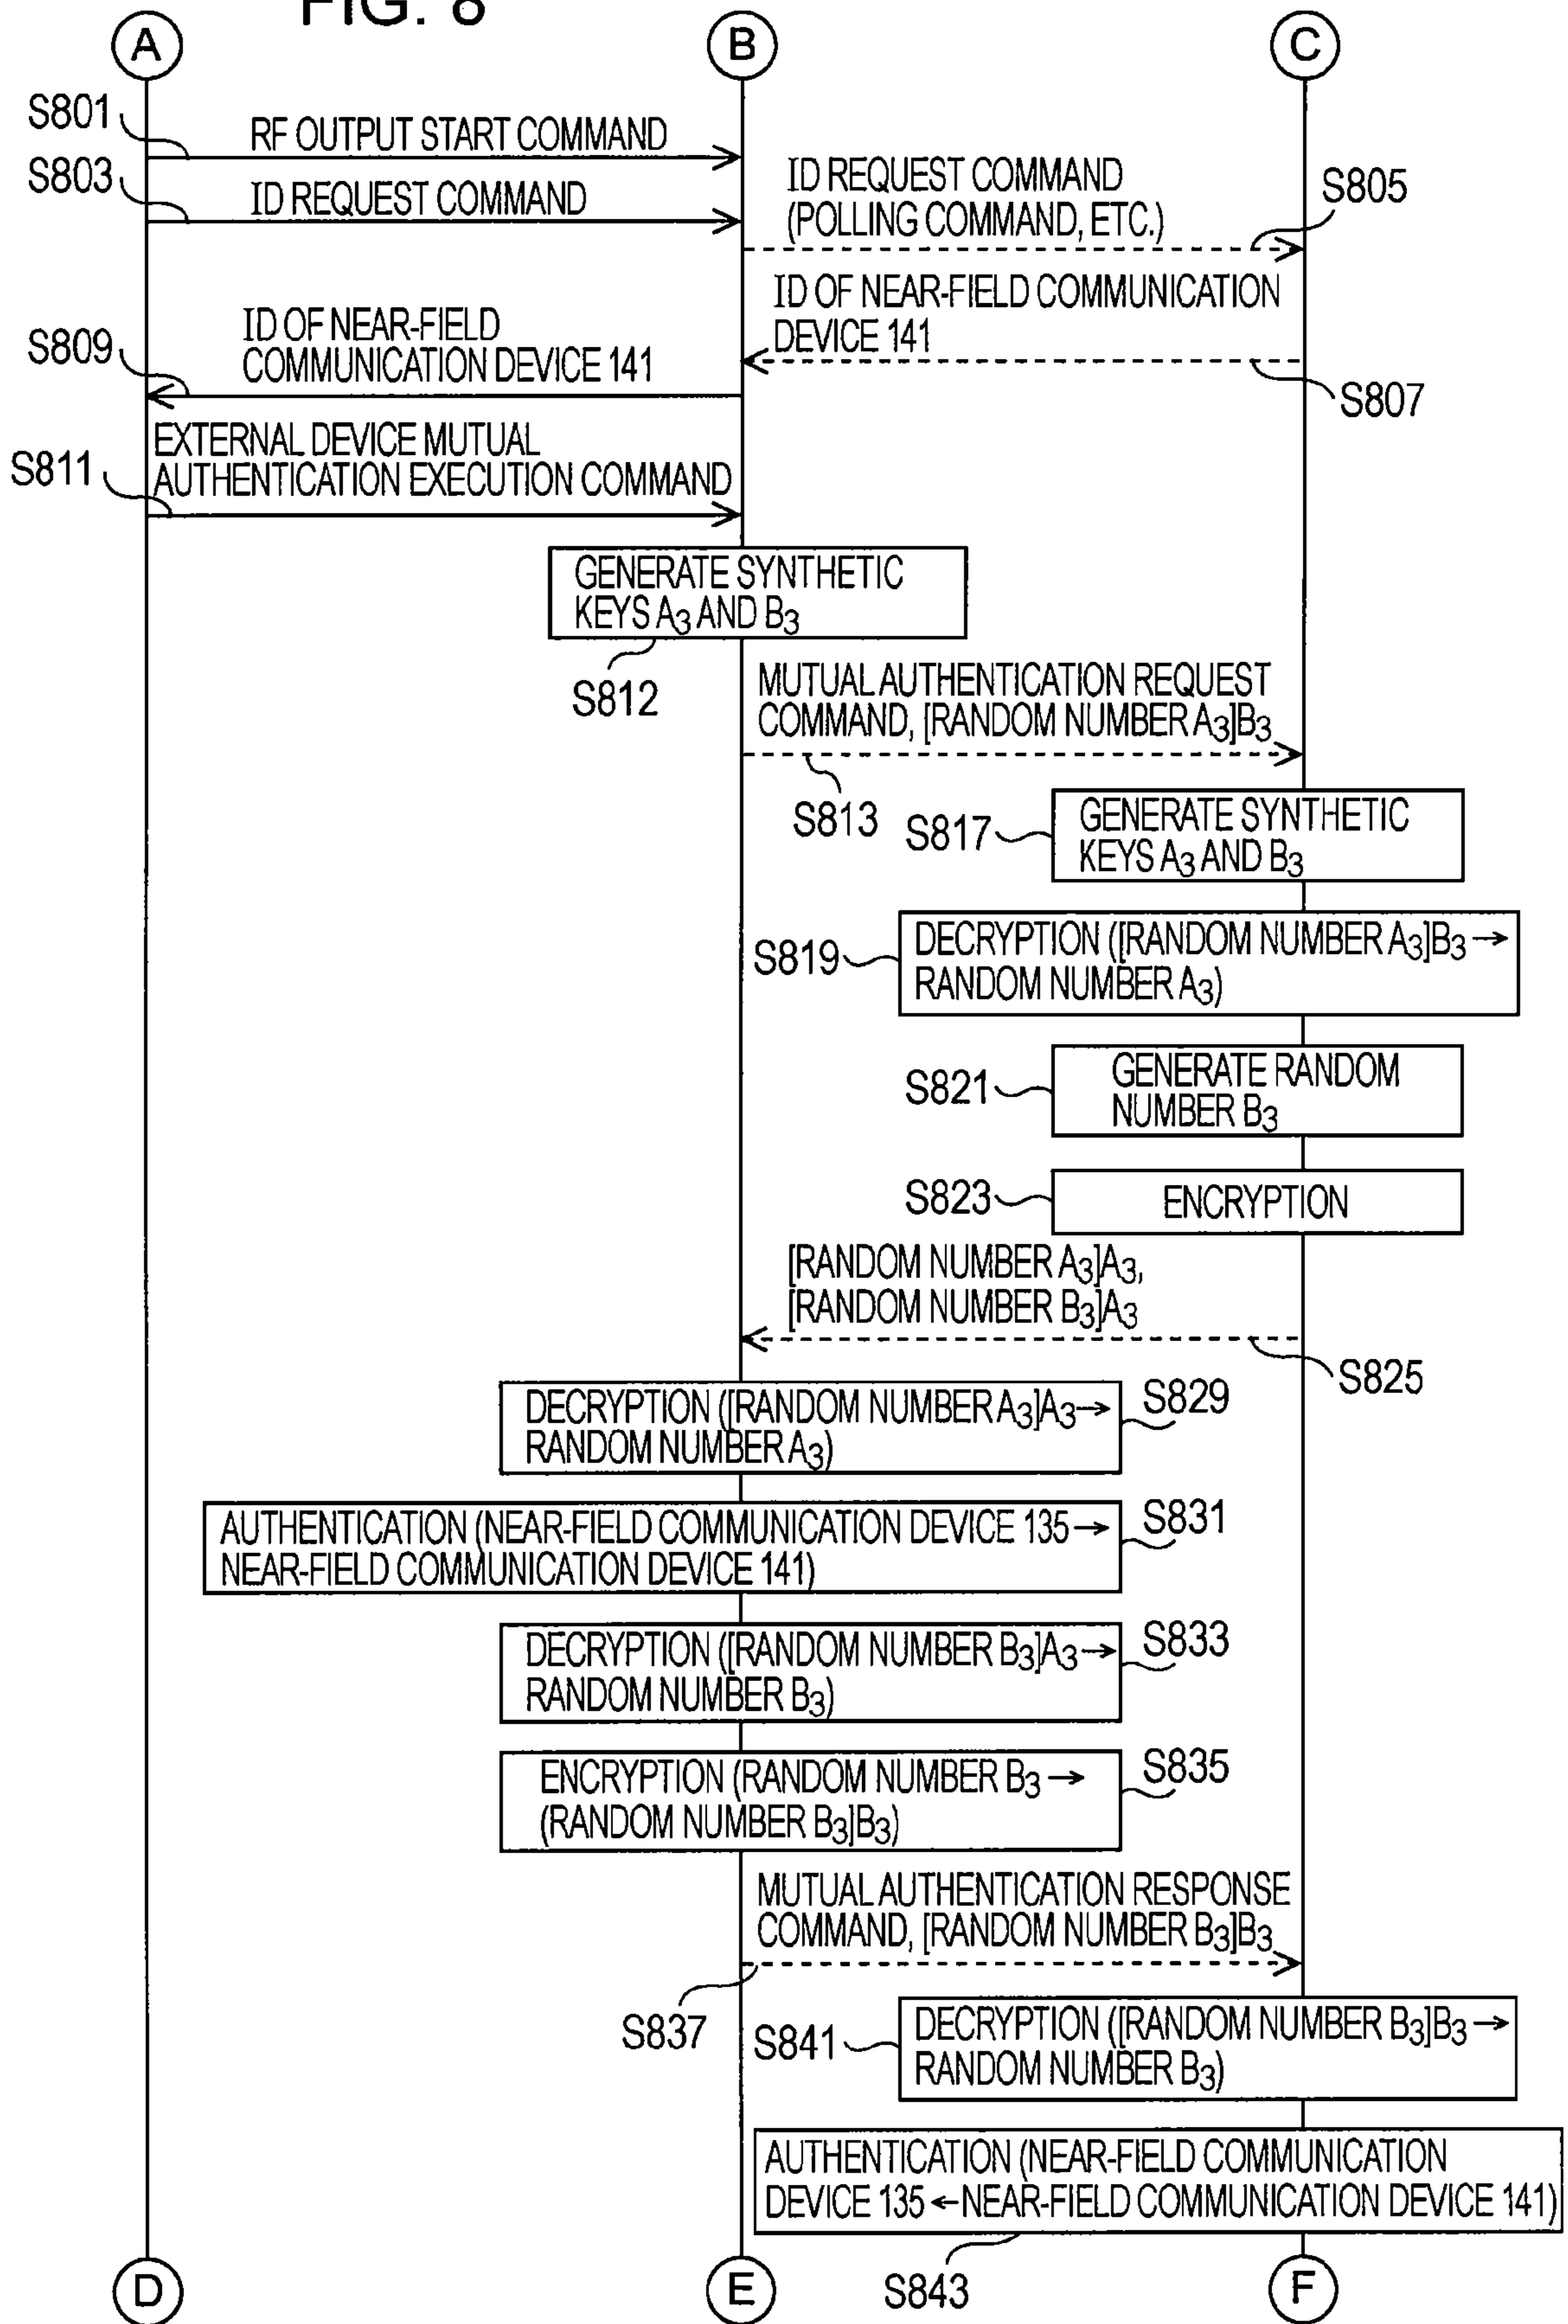 FIG. 8
A
B
C
S801
RF OUTPUT START COMMAND
S803
ID REQUEST COMMAND
ID REQUEST COMMAND
(POLLING COMMAND, ETC.)
S805
ID OF NEAR-FIELD COMMUNICATION
DEVICE 141
S807
S809
ID OF NEAR-FIELD
COMMUNICATION DEVICE 141
S811
EXTERNAL DEVICE MUTUAL
AUTHENTICATION EXECUTION COMMAND
GENERATE SYNTHETIC
KEYS A3 AND B3
S812
MUTUAL AUTHENTICATION REQUEST
COMMAND, [RANDOM NUMBER A3]B3
S813
S817
GENERATE SYNTHETIC
KEYS A3 AND B3
S819
DECRYPTION ([RANDOM NUMBER A3]B3→
RANDOM NUMBER A3)
S821
GENERATE RANDOM
NUMBER B3
S823
ENCRYPTION
[RANDOM NUMBER A3]A3,
[RANDOM NUMBER B3]A3
S825
DECRYPTION ([RANDOM NUMBER A3]A3→
RANDOM NUMBER A3)
S829
AUTHENTICATION (NEAR-FIELD COMMUNICATION DEVICE 135→
NEAR-FIELD COMMUNICATION DEVICE 141)
S831
DECRYPTION ([RANDOM NUMBER B3]A3→
RANDOM NUMBER B3)
S833
ENCRYPTION (RANDOM NUMBER B3→
(RANDOM NUMBER B3]B3)
S835
MUTUAL AUTHENTICATION RESPONSE
COMMAND, [RANDOM NUMBER B3]B3
S837
S841
DECRYPTION ([RANDOM NUMBER B3]B3→
RANDOM NUMBER B3)
AUTHENTICATION (NEAR-FIELD COMMUNICATION
DEVICE 135←NEAR-FIELD COMMUNICATION DEVICE 141)
S843
D
E
F